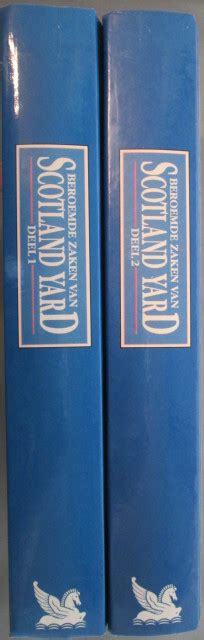 BEROEMDE ZAKEN VAN
SCOTLAND YARD
DEEL 1
BEROEMDE ZAKEN VAN
SCOTLAND YARD
DEEL 2